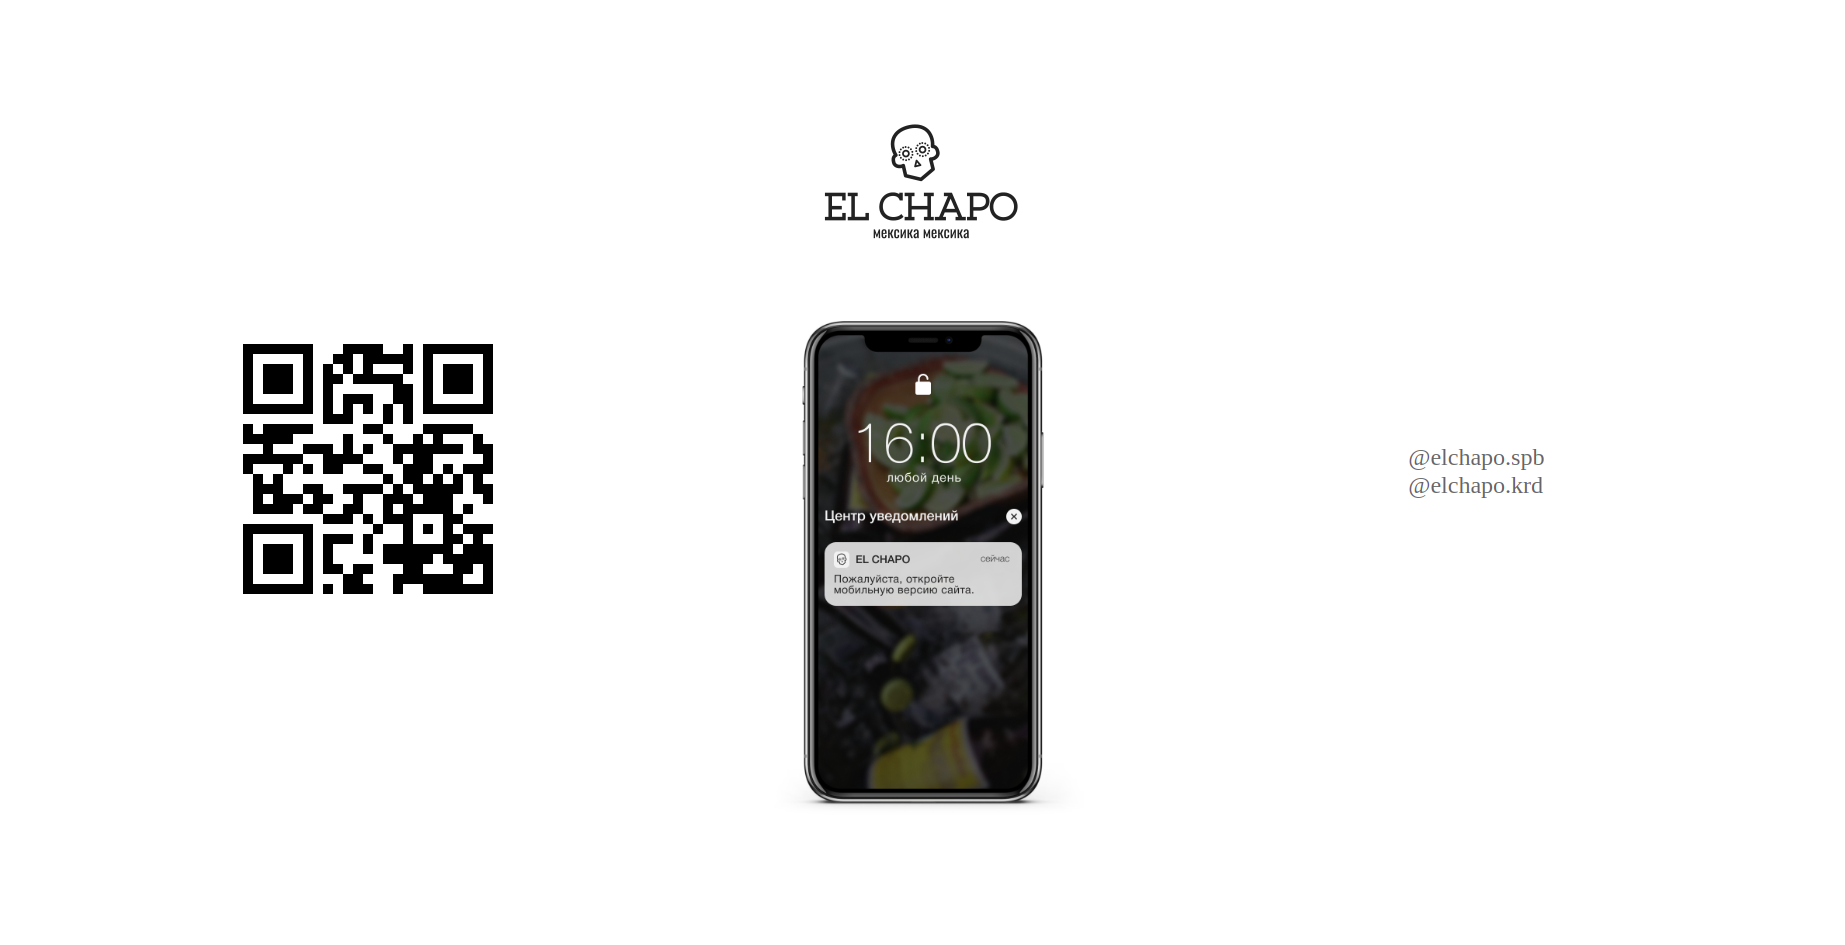 EL CHAPO
мексика мексика
16:00
любой день
Центр уведомлений
EL CHAPO сейчас
Пожалуйста, откройте
мобильную версию сайта.
@elchapo.spb
@elchapo.krd